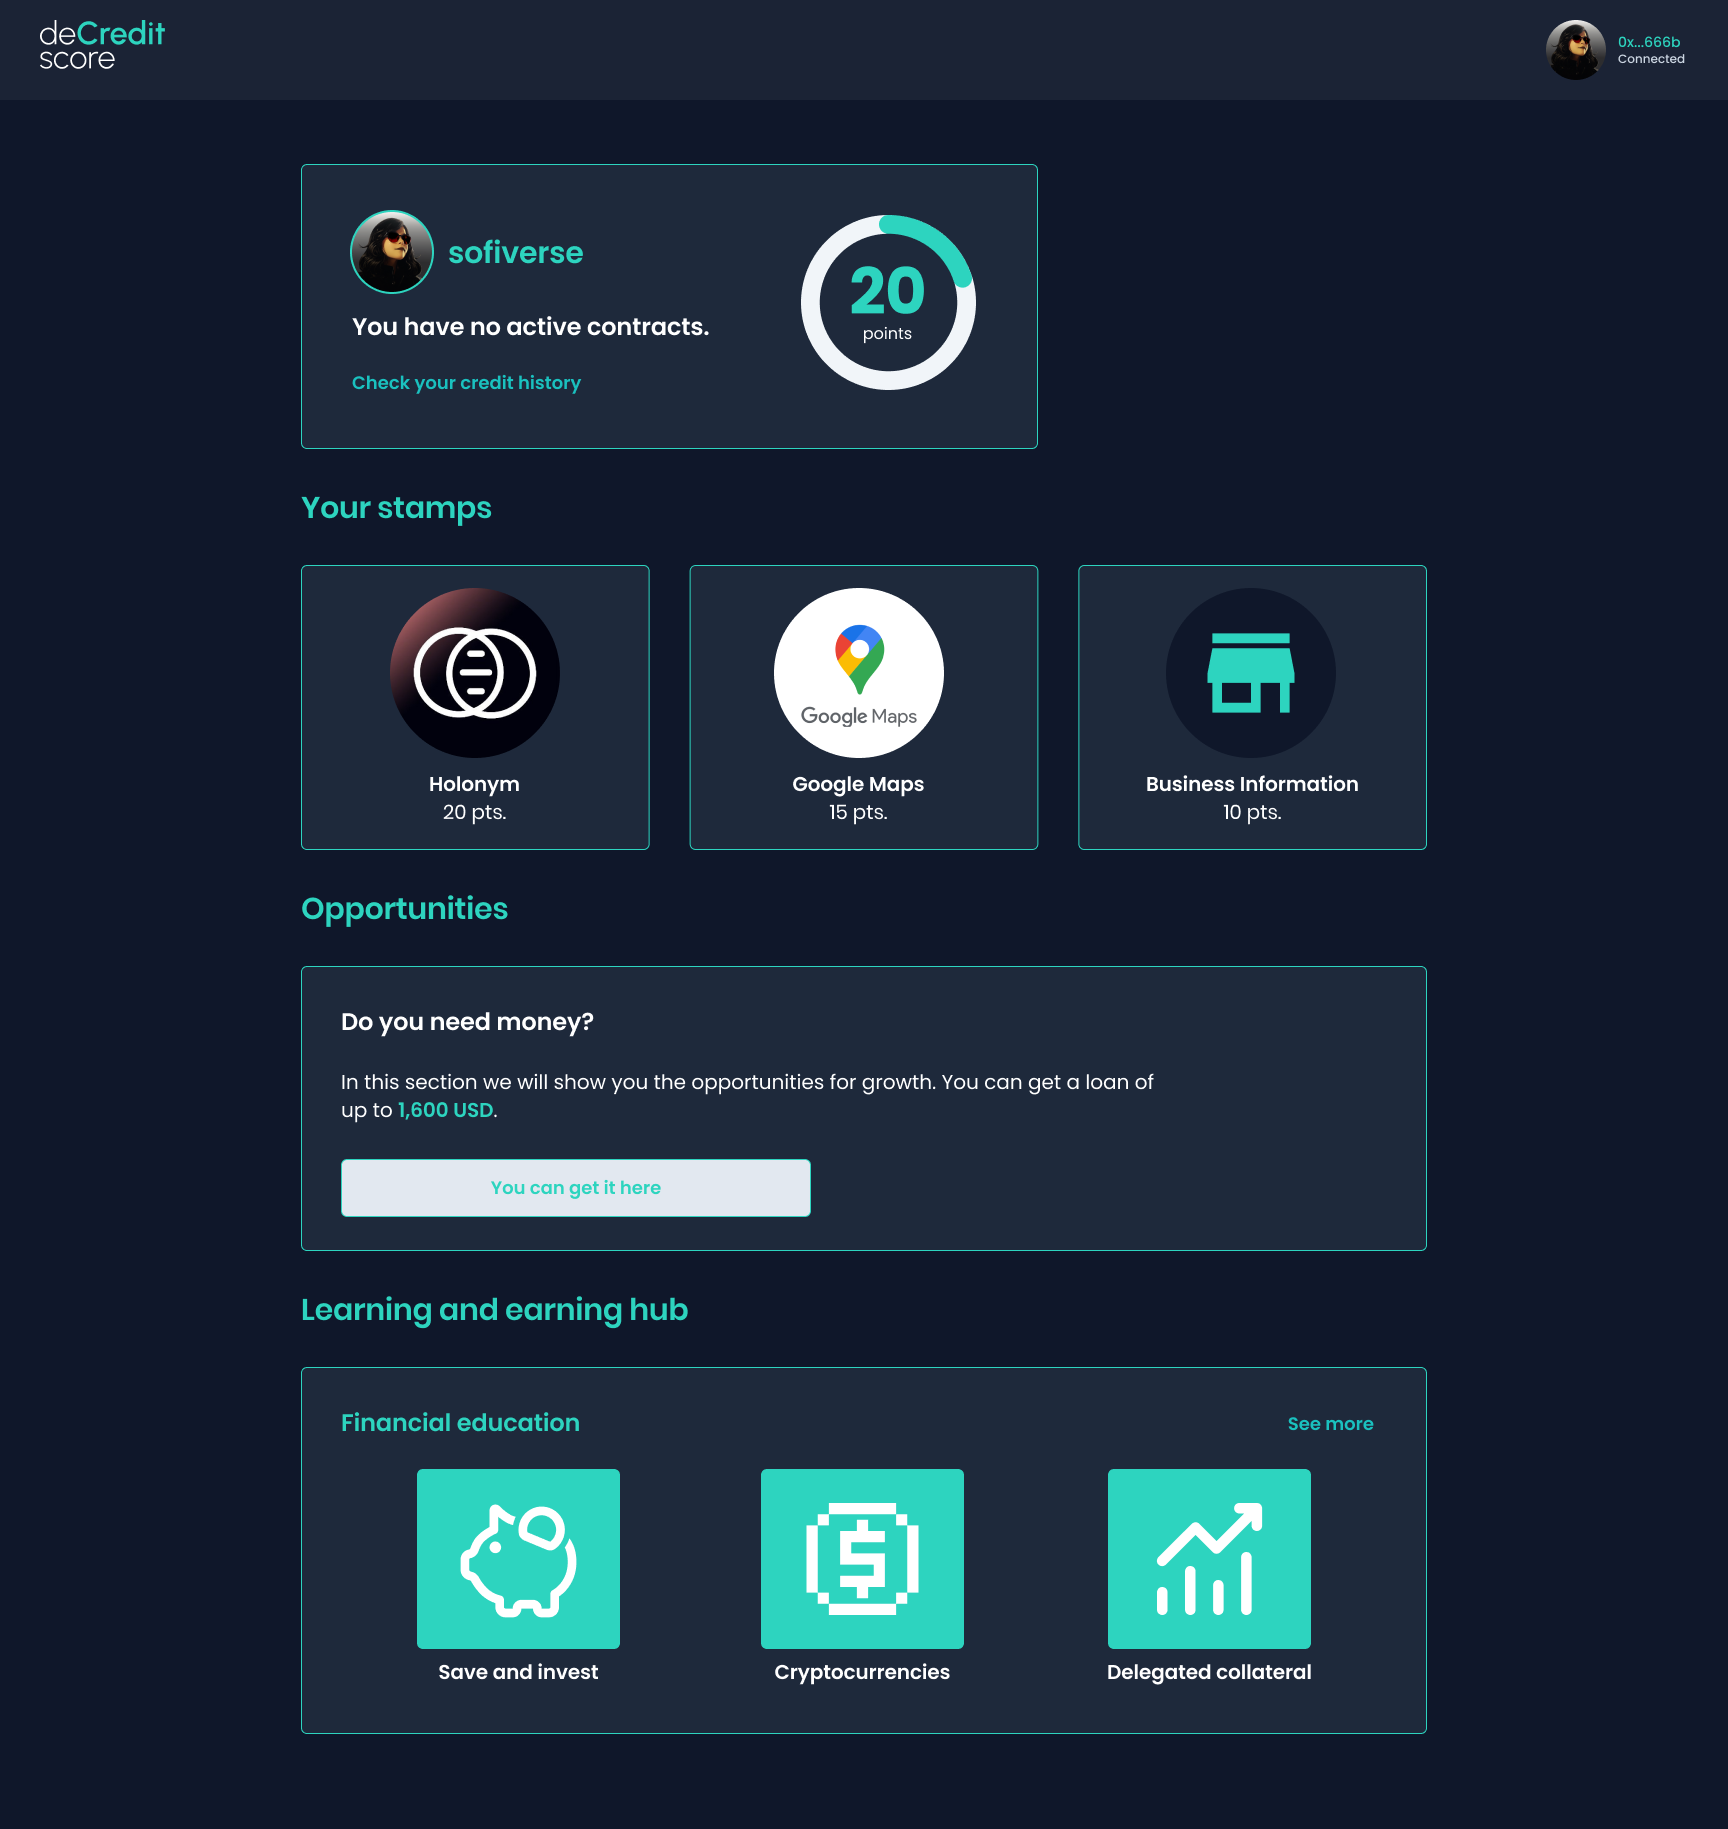 deCredit
score
0x...666b
Connected
sofiverse
You have no active contracts.
Check your credit history
20
points
Your stamps
Google Maps
Holonym
20 pts.
Google Maps
15 pts.
Business Information
10 pts.
Opportunities
Do you need money?
In this section we will show you the opportunities for growth. You can get a loan of
up to 1,600 USD.
You can get it here
Learning and earning hub
Financial education
See more
Save and invest
Cryptocurrencies
Delegated collateral